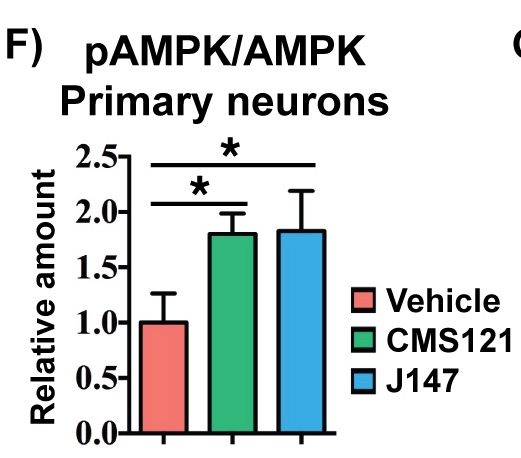 F)
pAMPK/AMPK
Primary neurons
Relative amount
2.5
2.0
1.5
1.0
0.5
0.0
*
*
Vehicle
CMS121
J147